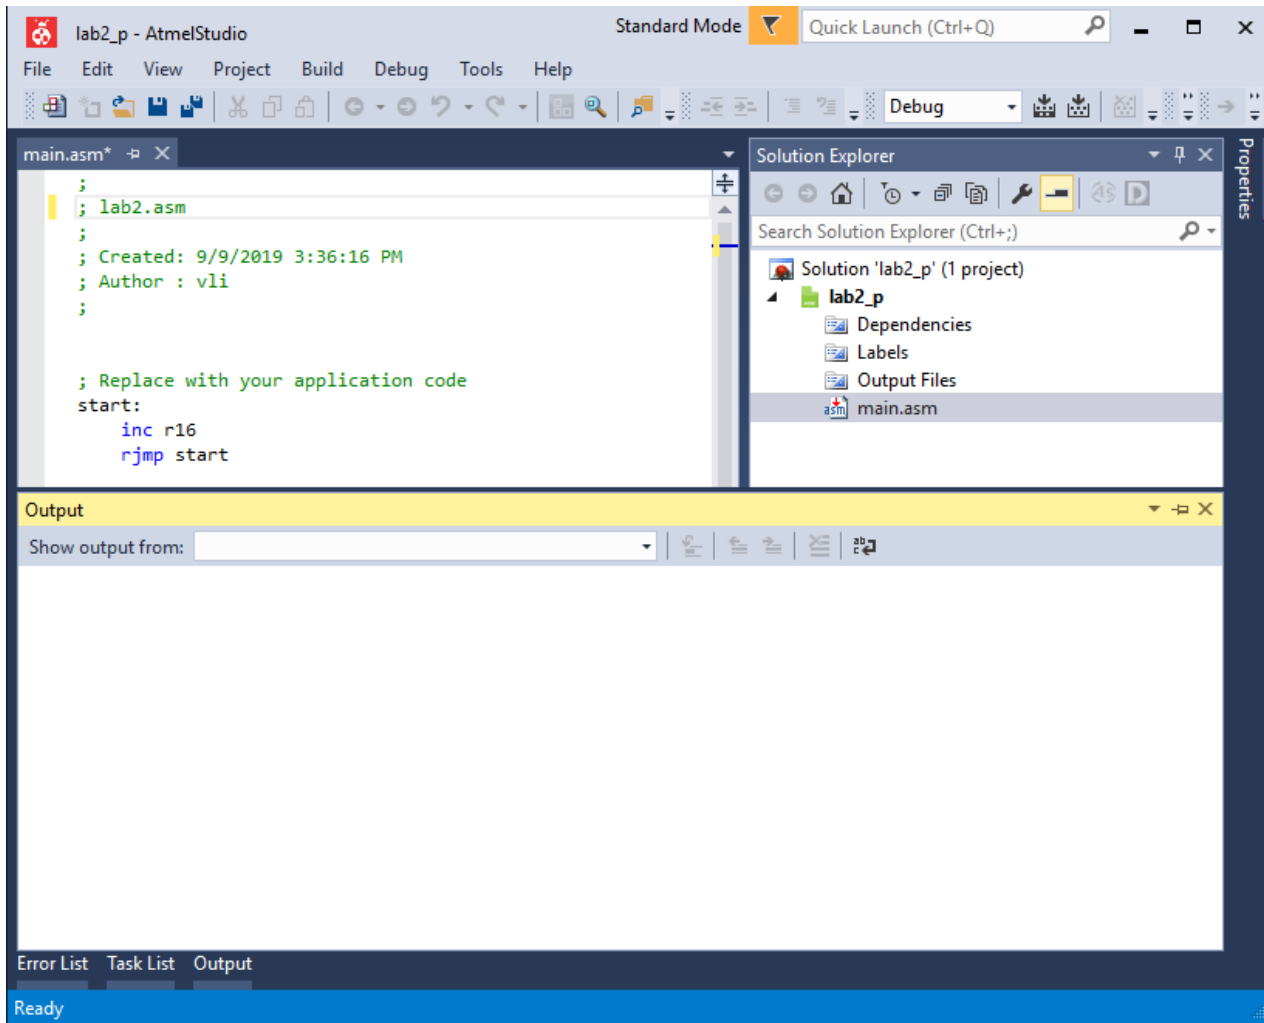 lab2_p - AtmelStudio
Standard Mode
Quick Launch (Ctrl+Q)
File Edit View Project Build Debug Tools Help
Debug
main.asm*
;
; lab2.asm
;
; Created: 9/9/2019 3:36:16 PM
; Author : vli
;
; Replace with your application code
start:
inc r16
rjmp start
Solution Explorer
Search Solution Explorer (Ctrl+;)
Solution 'lab2_p' (1 project)
lab2_p
Dependencies
Labels
Output Files
asm main.asm
Properties
Output
Show output from:
Error List Task List Output
Ready